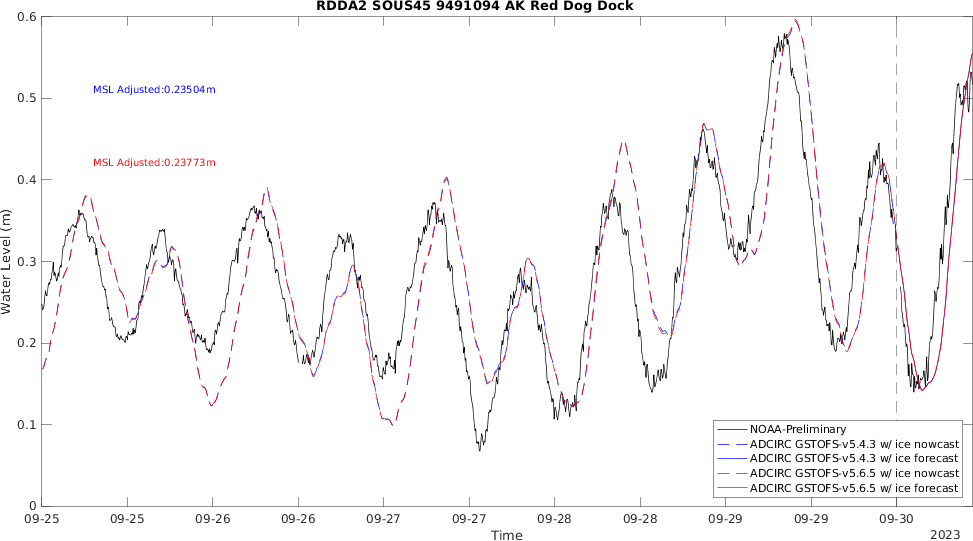 RDDA2 SOUS45 9491094 AK Red Dog Dock
0.6
0.5
0.4
0.3
0.2
0.1
0
Water Level (m)
MSL Adjusted:0.23504m
MSL Adjusted:0.23773m
NOAA-Preliminary
ADCIRC GSTOFS-v5.4.3 w/ ice nowcast
ADCIRC GSTOFS-v5.4.3 w/ ice forecast
ADCIRC GSTOFS-v5.6.5 w/ ice nowcast
ADCIRC GSTOFS-v5.6.5 w/ ice forecast
09-25 09-25 09-26 09-26 09-27 09-27 09-28 09-28 09-29 09-29 09-30
Time
2023